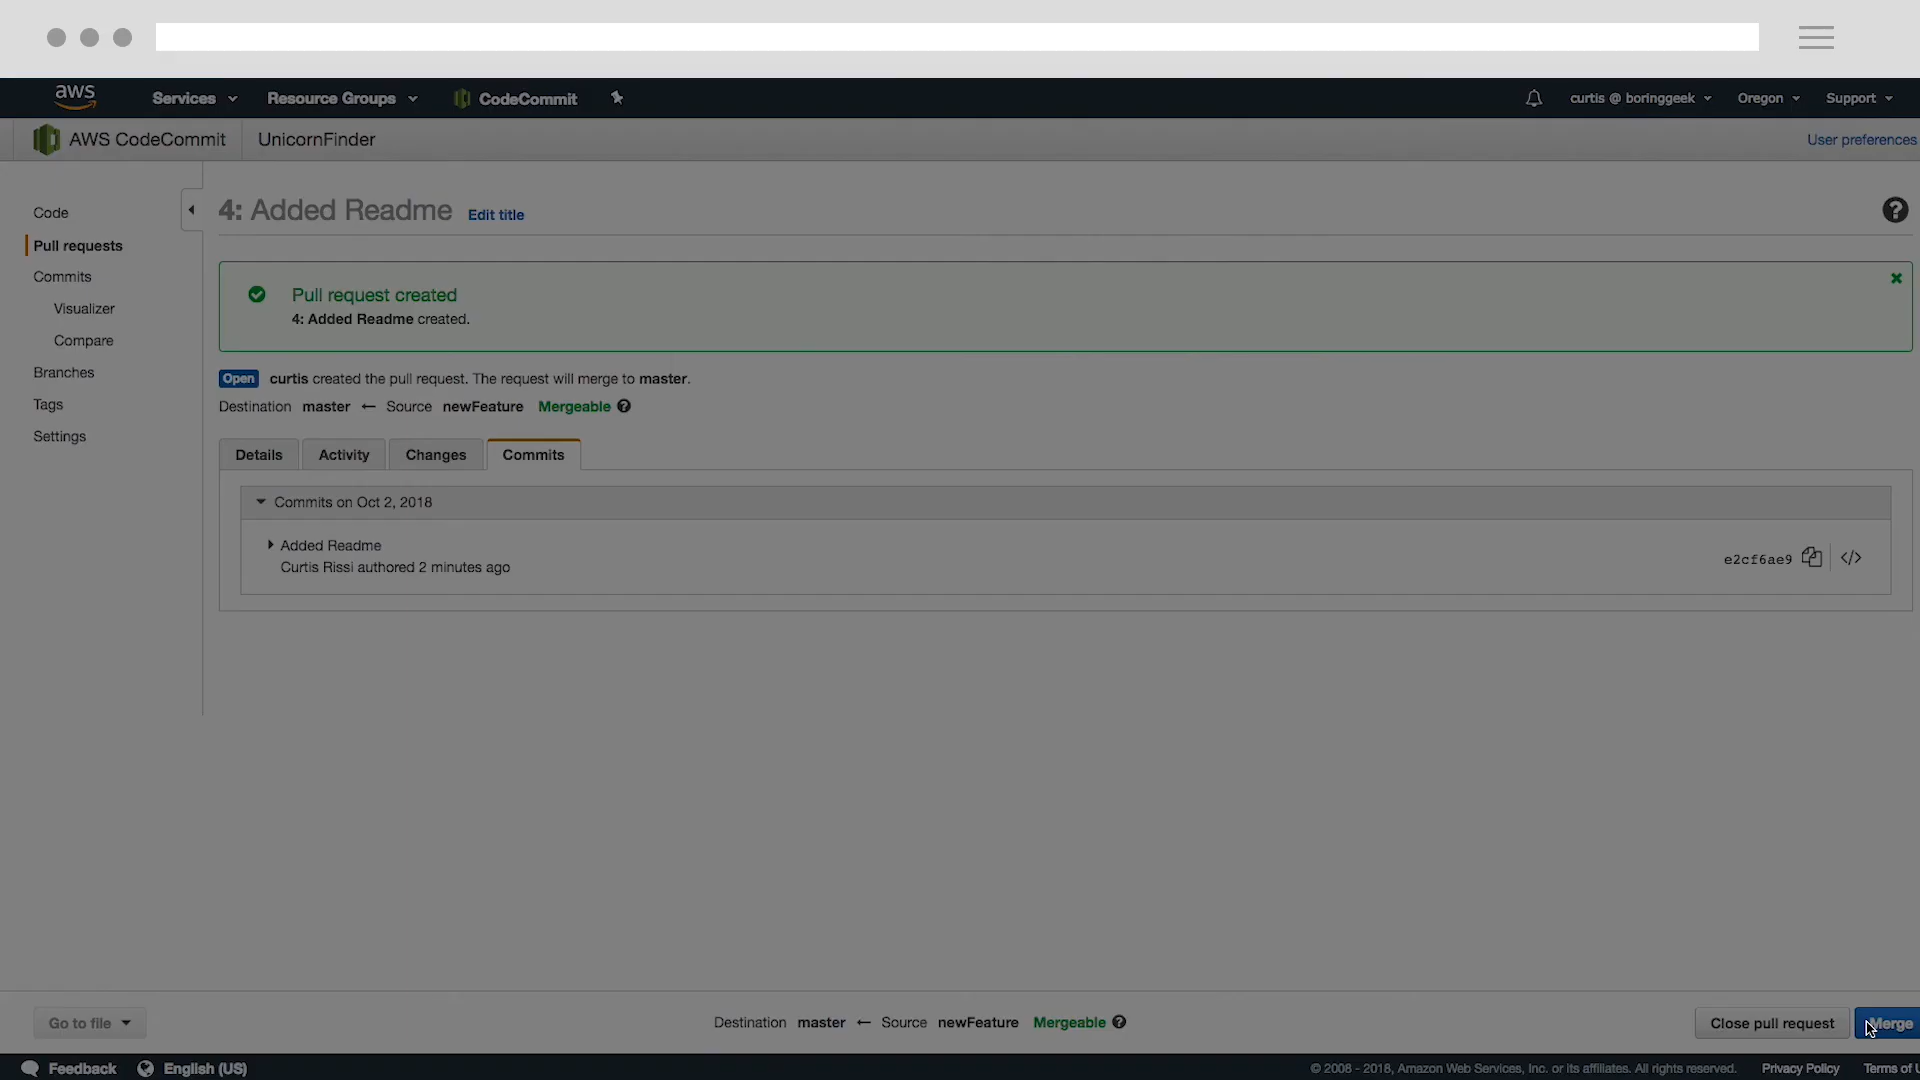 aws Services Resource Groups CodeCommit curtis @ boringgeek Oregon Support
AWS CodeCommit UnicornFinder User preferences
Code
Pull requests
Commits
Visualizer
Compare
Branches
Tags
Settings
4: Added Readme Edit title
Pull request created
4: Added Readme created.
Open curtis created the pull request. The request will merge to master.
Destination master ← Source newFeature Mergeable
Details Activity Changes Commits
Commits on Oct 2, 2018
Added Readme
Curtis Rissi authored 2 minutes ago
e2cf6ae9 </>
Go to file Destination master ← Source newFeature Mergeable Close pull request Merge
Feedback English (US) © 2008 - 2018, Amazon Web Services, Inc. or its affiliates. All rights reserved. Privacy Policy Terms of